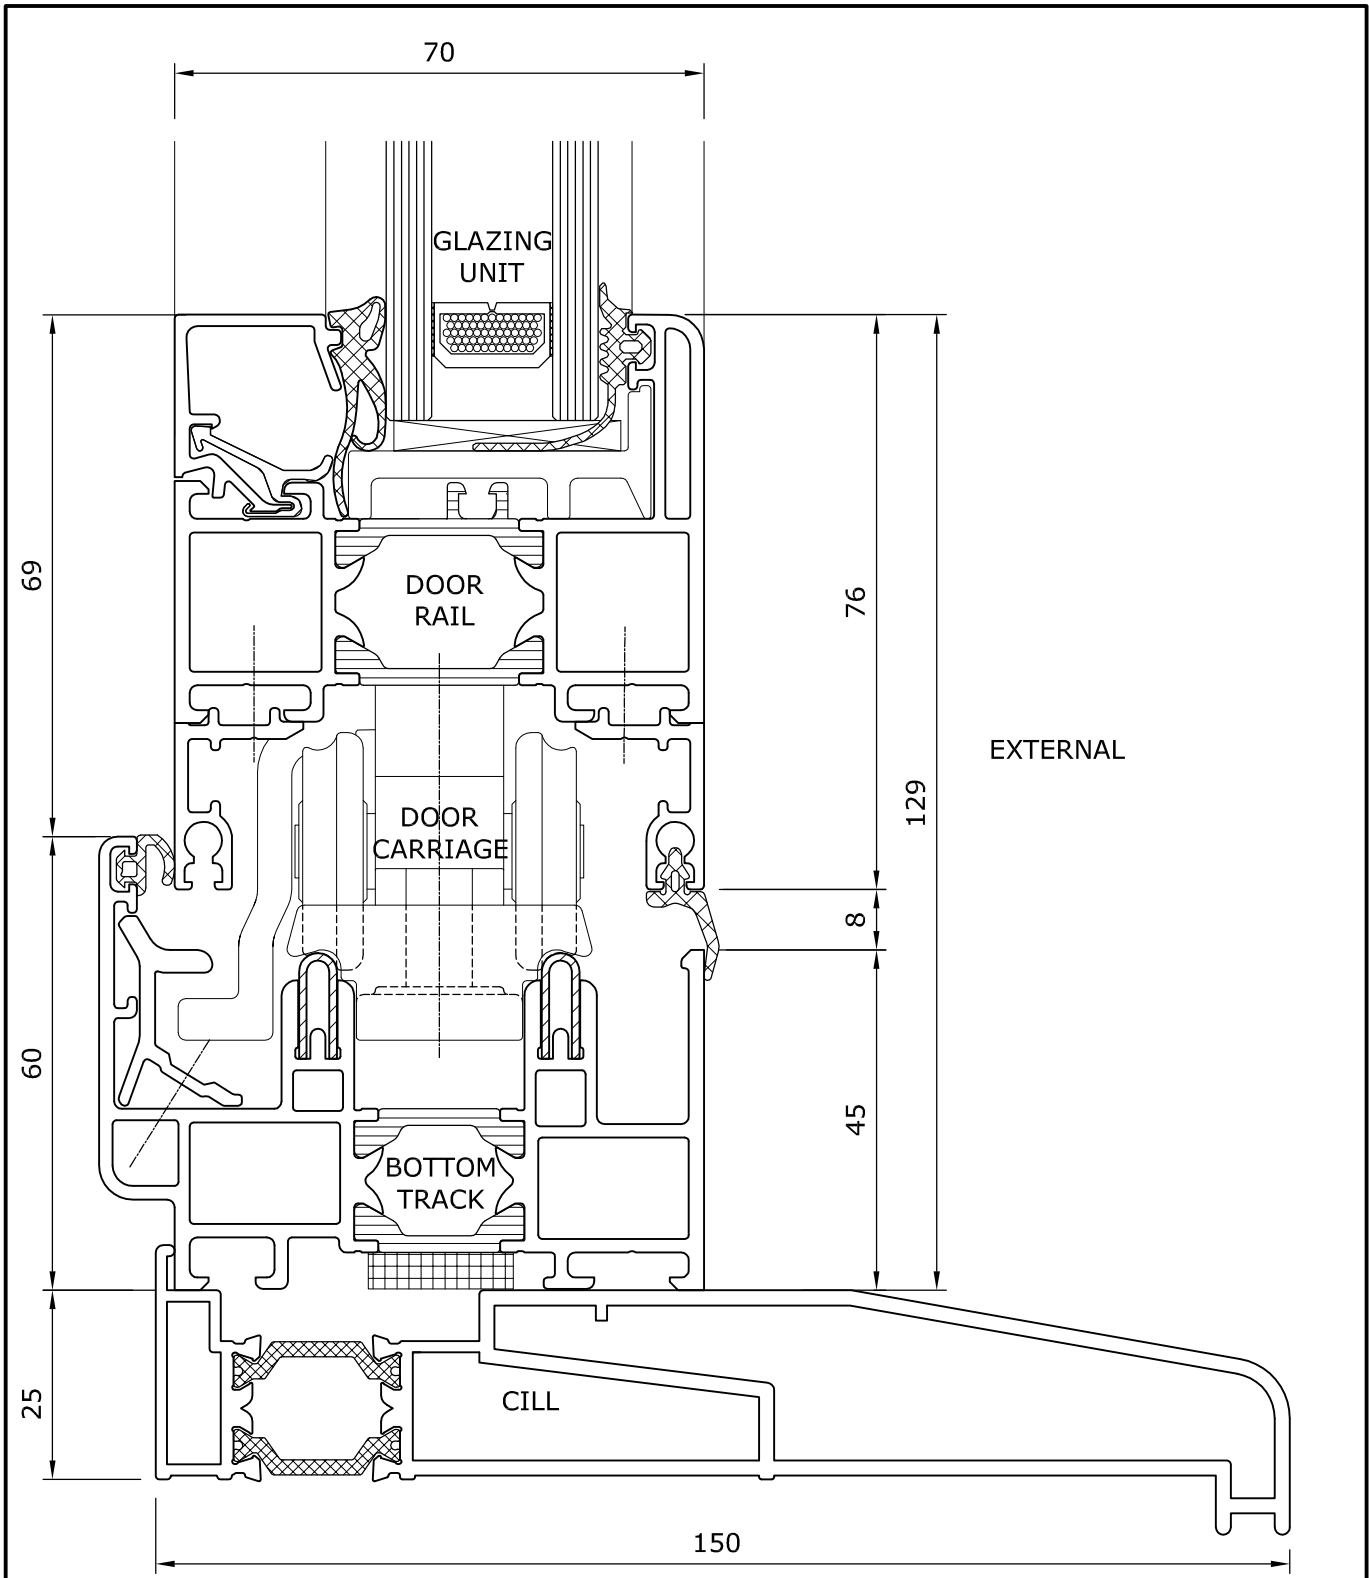 70
GLAZING
UNIT
69
DOOR
RAIL
76
EXTERNAL
129
DOOR
CARRIAGE
8
60
45
BOTTOM
TRACK
25
CILL
150